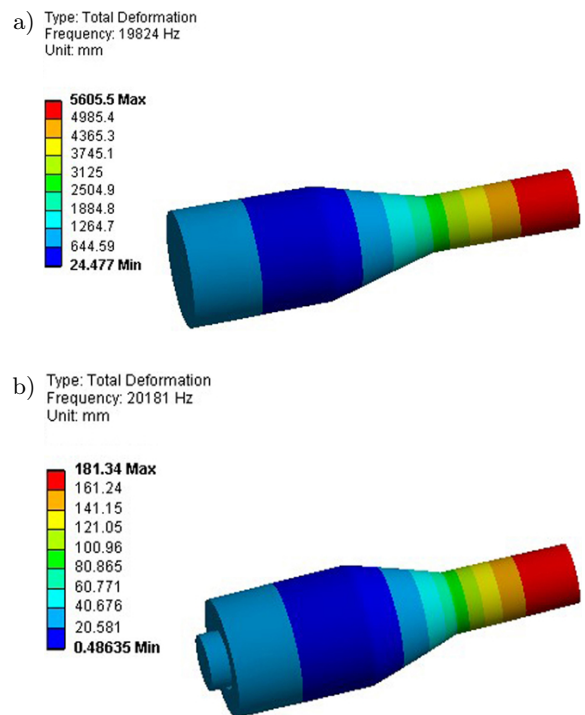 a) Type: Total Deformation
Frequency: 19824 Hz
Unit: mm
5605.5 Max
4985.4
4365.3
3745.1
3125
2504.9
1884.8
1264.7
644.59
24.477 Min
b) Type: Total Deformation
Frequency: 20181 Hz
Unit: mm
181.34 Max
161.24
141.15
121.05
100.96
80.865
60.771
40.676
20.581
0.48635 Min